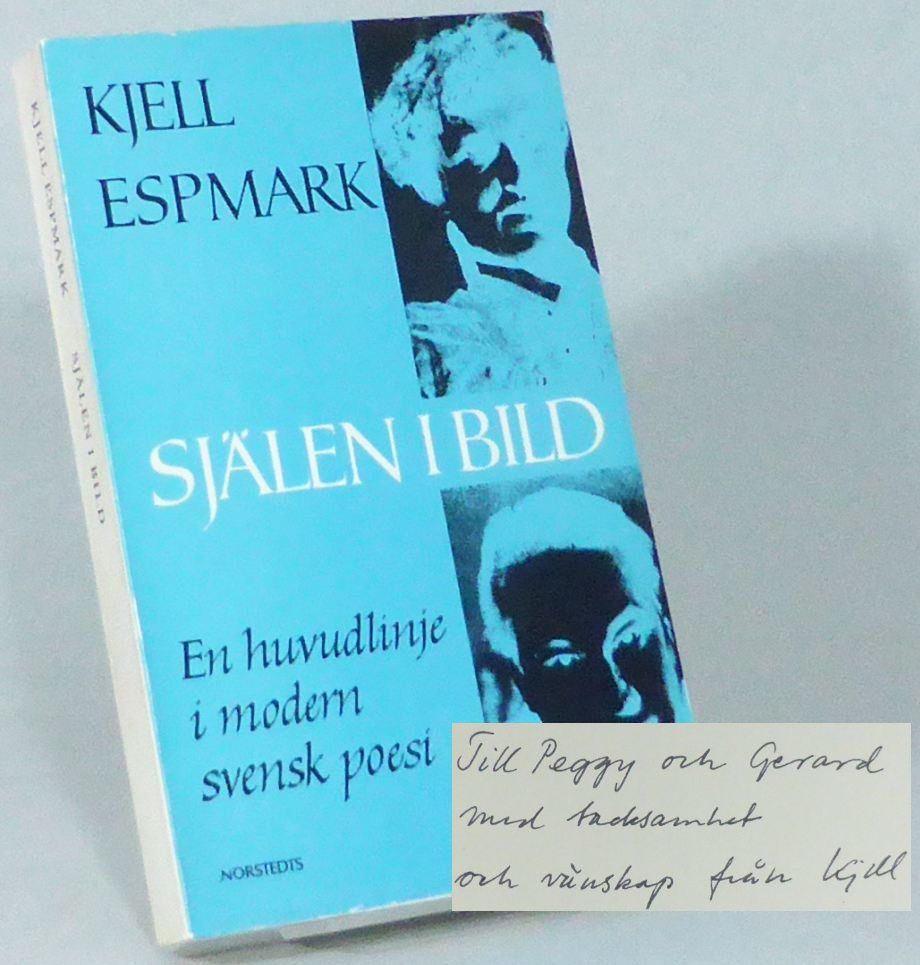 KJELL
ESPMARK
SJÄLEN I BILD
En huvudlinje
i modern
svensk poesi
NORSTEDTS
KJELL ESPMARK SJÄLEN I BILD
Till Peggy och Gerard
med tacksamhet
och vänskap från Kjell